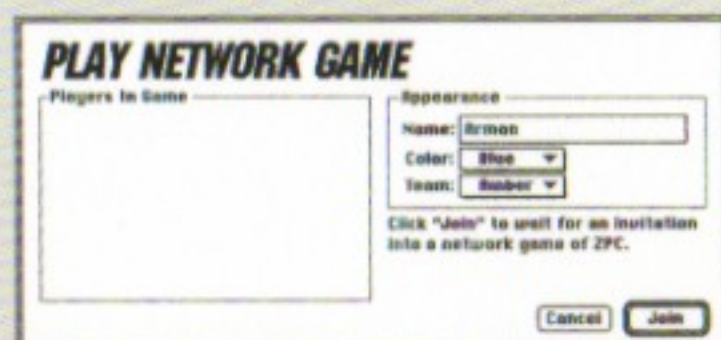 PLAY NETWORK GAME
Players In Game
Appearance
Name: Arman
Color: Blue
Team: Amber
Click "Join" to wait for an invitation
into a network game of ZPC.
Cancel
Join